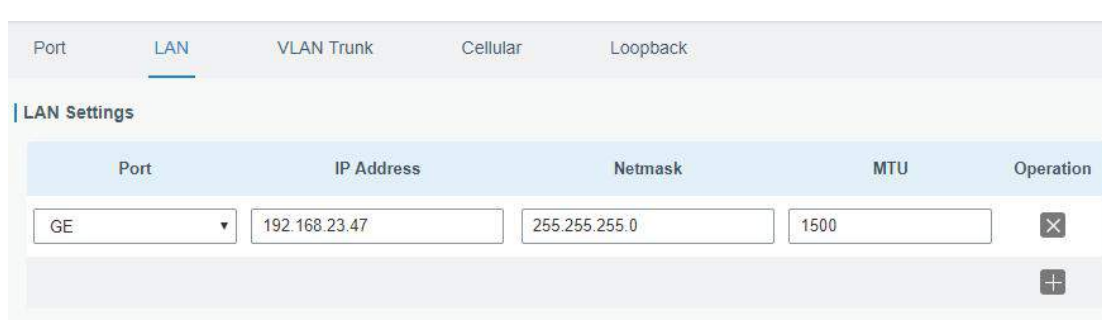 Port LAN VLAN Trunk Cellular Loopback
LAN Settings
Port IP Address Netmask MTU Operation
GE 192.168.23.47 255.255.255.0 1500